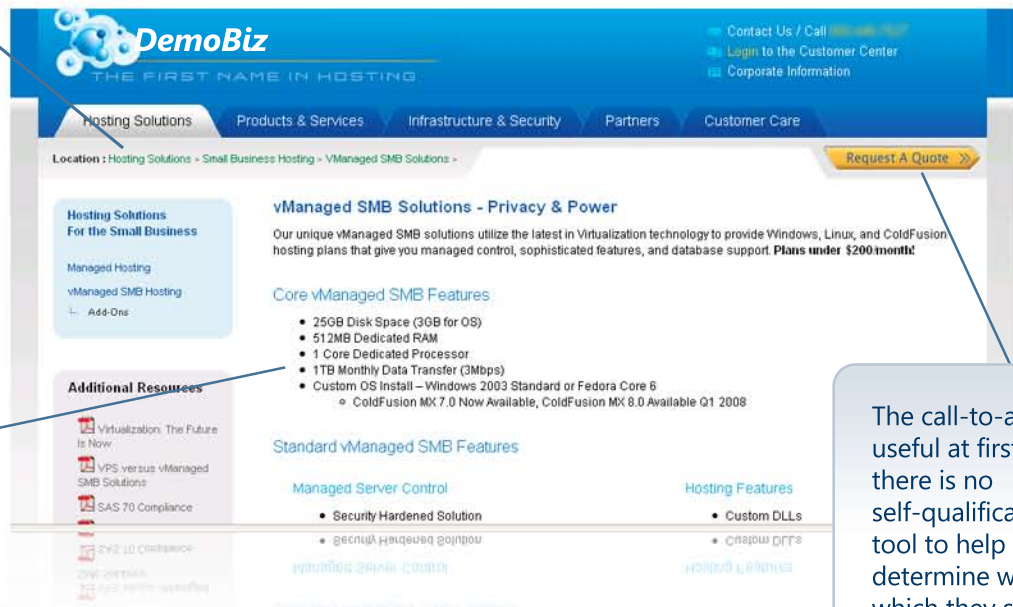 DemoBiz
THE FIRST NAME IN HOSTING
Contact Us / Call
Login to the Customer Center
Corporate Information
Hosting Solutions
Products & Services
Infrastructure & Security
Partners
Customer Care
Location : Hosting Solutions » Small Business Hosting » VManaged SMB Solutions »
Request A Quote »
Hosting Solutions
For the Small Business
Managed Hosting
vManaged SMB Hosting
Add-Ons
Additional Resources
Virtualization: The Future
Is Now
VPS versus vManaged
SMB Solutions
SAS 70 Compliance
vManaged SMB Solutions - Privacy & Power
Our unique vManaged SMB solutions utilize the latest in Virtualization technology to provide Windows, Linux, and ColdFusion
hosting plans that give you managed control, sophisticated features, and database support. Plans under $200/month!
Core vManaged SMB Features
• 25GB Disk Space (3GB for OS)
• 512MB Dedicated RAM
• 1 Core Dedicated Processor
• 1TB Monthly Data Transfer (3Mbps)
• Custom OS Install – Windows 2003 Standard or Fedora Core 6
ColdFusion MX 7.0 Now Available, ColdFusion MX 8.0 Available Q1 2008
Standard vManaged SMB Features
Managed Server Control
• Security Hardened Solution
Hosting Features
• Custom DLLs
The call-to-a
useful at first
there is no
self-qualifica
tool to help
determine w
which they s